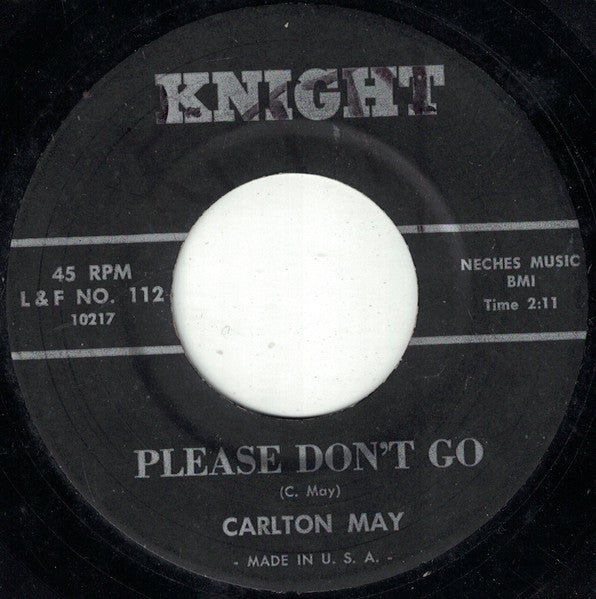 KNIGHT
45 RPM
L & F NO. 112
10217
NECHES MUSIC
BMI
Time 2:11
PLEASE DON'T GO
(C. May)
CARLTON MAY
- MADE IN U. S. A. -